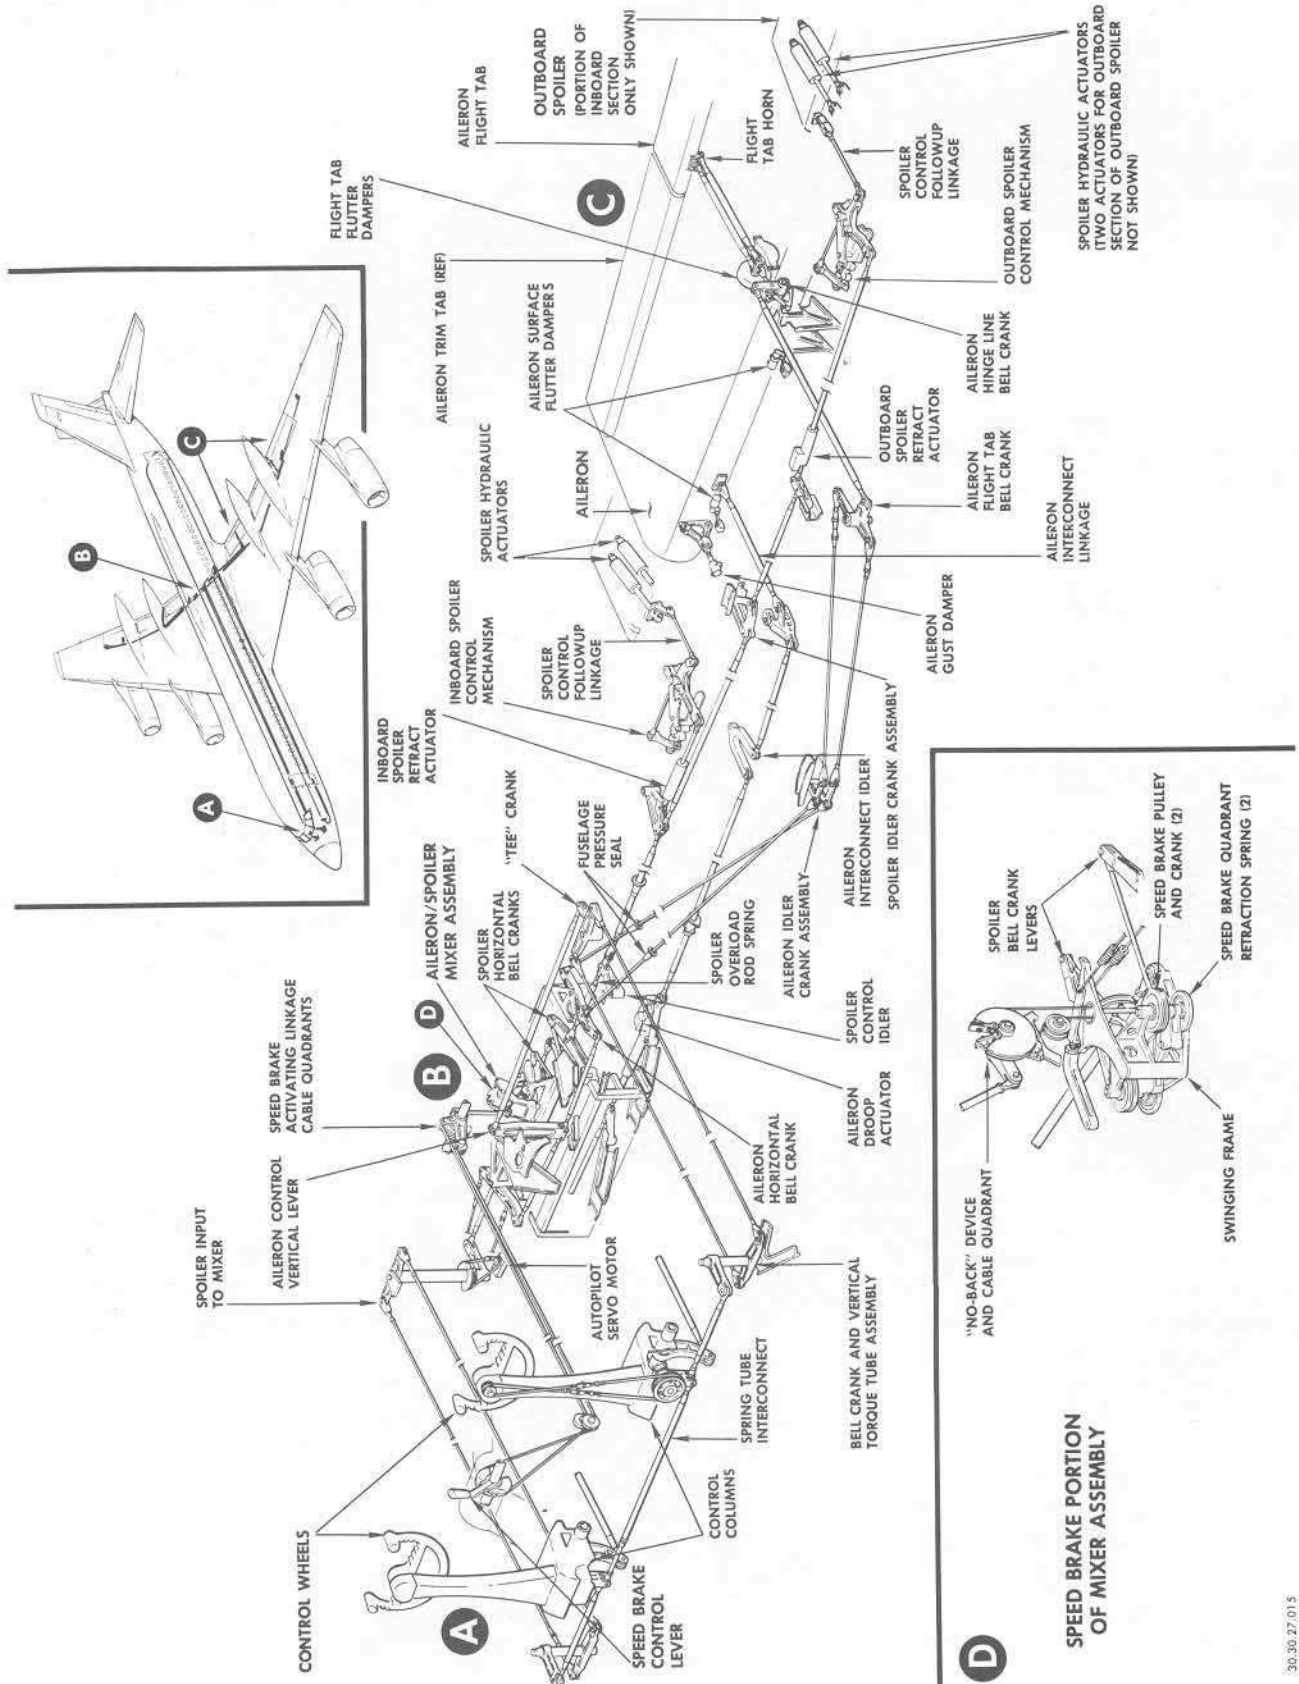 CONTROL WHEELS
SPOILER INPUT
TO MIXER
AILERON CONTROL
VERTICAL LEVER
SPEED BRAKE
ACTIVATING LINKAGE
CABLE QUADRANTS
AILERON/SPOILER
MIXER ASSEMBLY
D
B
SPOILER
HORIZONTAL
BELL CRANKS
"TEE" CRANK
FUSELAGE
PRESSURE
SEAL
INBOARD
SPOILER
RETRACT
ACTUATOR
INBOARD SPOILER
CONTROL
MECHANISM
SPOILER
CONTROL
FOLLOWUP
LINKAGE
SPOILER HYDRAULIC
ACTUATORS
AILERON
AILERON TRIM TAB (REF)
AILERON SURFACE
FLUTTER DAMPERS
FLIGHT TAB
FLUTTER
DAMPERS
AILERON
FLIGHT TAB
OUTBOARD
SPOILER
(PORTION OF
INBOARD
SECTION
ONLY SHOWN)
C
FLIGHT
TAB HORN
SPOILER
CONTROL
FOLLOWUP
LINKAGE
SPOILER HYDRAULIC ACTUATORS
(TWO ACTUATORS FOR OUTBOARD
SECTION OF OUTBOARD SPOILER
NOT SHOWN)
OUTBOARD SPOILER
CONTROL MECHANISM
AILERON
HINGE LINE
BELL CRANK
OUTBOARD
SPOILER
RETRACT
ACTUATOR
AILERON
FLIGHT TAB
BELL CRANK
AILERON
INTERCONNECT
LINKAGE
AILERON
GUST DAMPER
SPOILER IDLER CRANK ASSEMBLY
AILERON
INTERCONNECT IDLER
AILERON IDLER
CRANK ASSEMBLY
SPOILER
OVERLOAD
ROD SPRING
SPOILER
CONTROL
IDLER
AILERON
DROOP
ACTUATOR
AILERON
HORIZONTAL
BELL CRANK
AUTOPILOT
SERVO MOTOR
BELL CRANK AND VERTICAL
TORQUE TUBE ASSEMBLY
SPRING TUBE
INTERCONNECT
CONTROL
COLUMNS
SPEED BRAKE
CONTROL
LEVER
A
A
B
C
D
SPEED BRAKE PORTION
OF MIXER ASSEMBLY
"NO-BACK" DEVICE
AND CABLE QUADRANT
SPOILER
BELL CRANK
LEVERS
SPEED BRAKE PULLEY
AND CRANK (2)
SPEED BRAKE QUADRANT
RETRACTION SPRING (2)
SWINGING FRAME
30.30.27.015